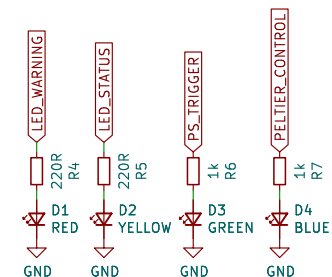 LED_WARNING
LED_STATUS
PS_TRIGGER
PELTIER_CONTROL
220R
R4
220R
R5
1k
R6
1k
R7
D1
RED
D2
YELLOW
D3
GREEN
D4
BLUE
GND
GND
GND
GND